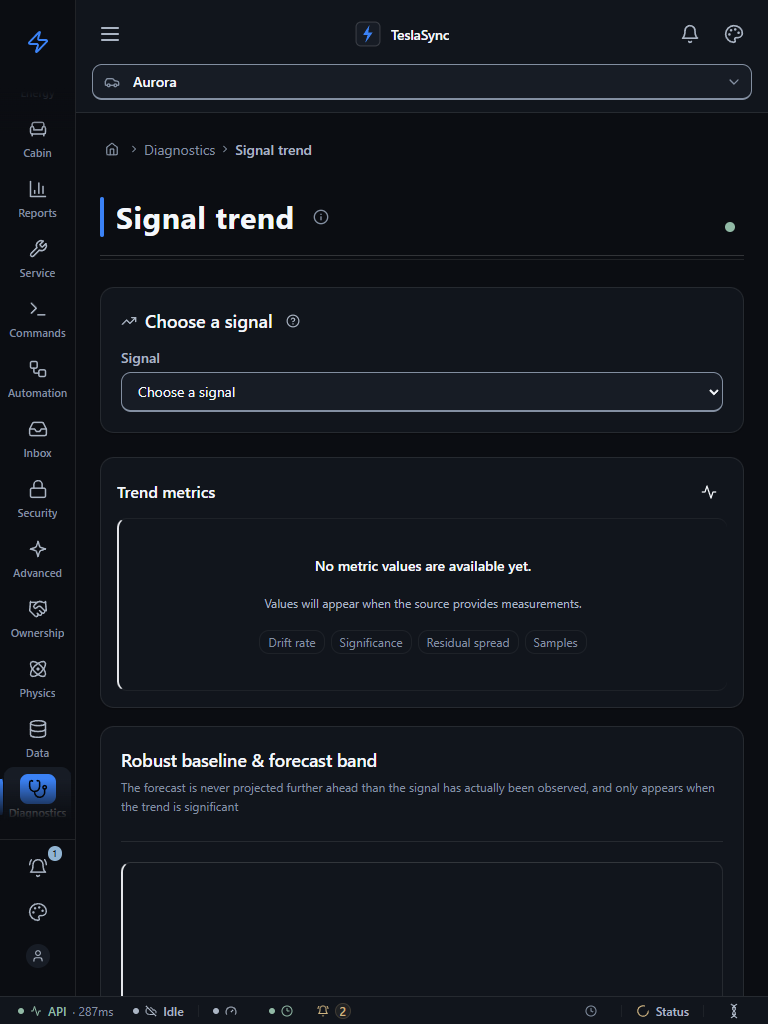 TeslaSync
Aurora
Energy
Cabin
Reports
Service
Commands
Automation
Inbox
Security
Advanced
Ownership
Physics
Data
Diagnostics
1
Diagnostics
Signal trend
Signal trend
Choose a signal
Signal
Choose a signal
Trend metrics
No metric values are available yet.
Values will appear when the source provides measurements.
Drift rate Significance Residual spread Samples
Robust baseline & forecast band
The forecast is never projected further ahead than the signal has actually been observed, and only appears when
the trend is significant
API · 287ms Idle 2 Status